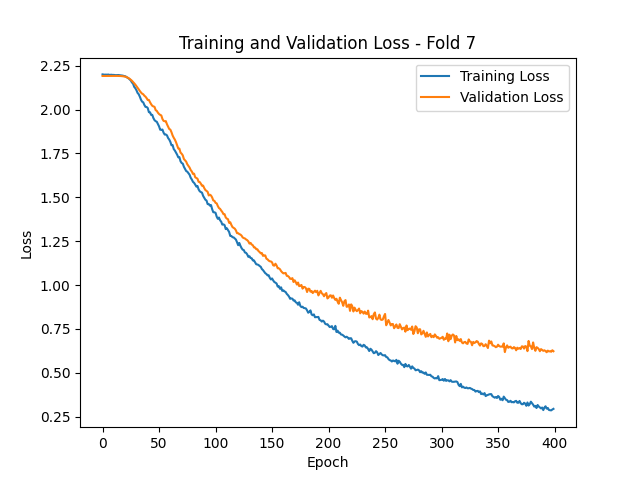 Training and Validation Loss - Fold 7
Training Loss
Validation Loss
2.25
2.00
1.75
1.50
1.25
1.00
0.75
0.50
0.25
Loss
0 50 100 150 200 250 300 350 400
Epoch